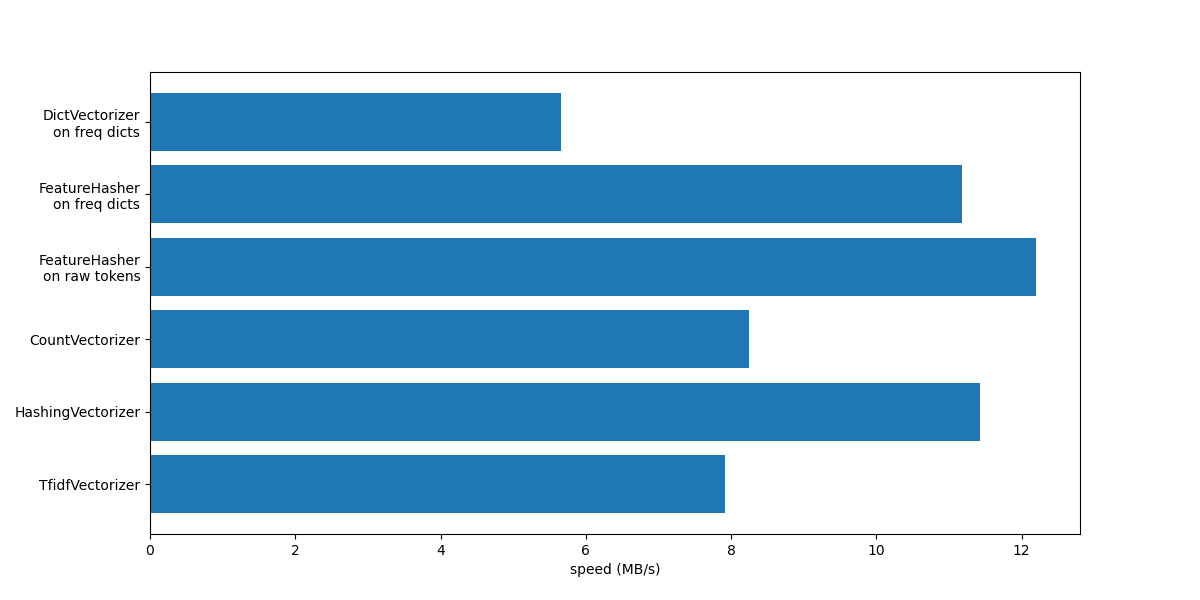 DictVectorizer
on freq dicts
FeatureHasher
on freq dicts
FeatureHasher
on raw tokens
CountVectorizer
HashingVectorizer
TfidfVectorizer
0 2 4 6 8 10 12
speed (MB/s)